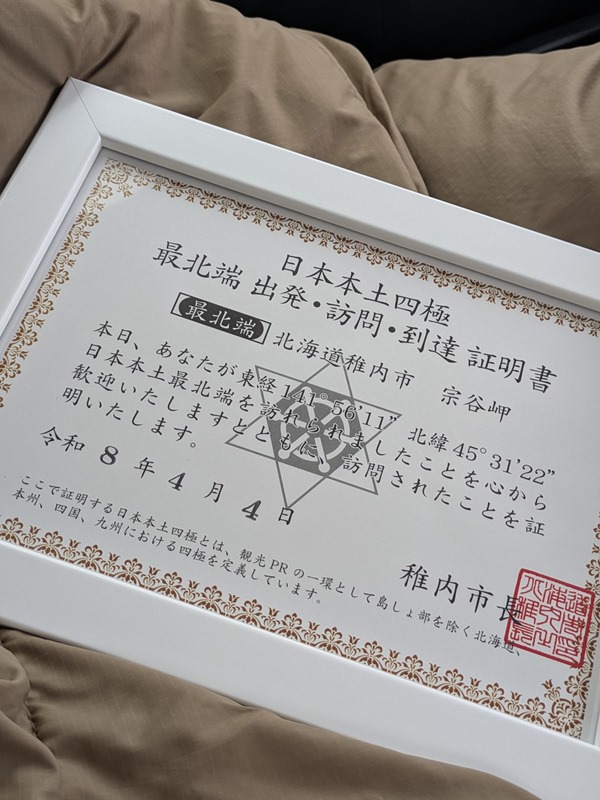 日本本土四極
最北端 出発・訪問・到達 証明書
最北端 北海道稚内市 宗谷岬
本日、あなたが東経141°56'11" 北緯45°31'22"
日本本土最北端を訪れられましたことを心から
歓迎いたしますとともに、訪問されたことを証
明いたします。
令和 8 年 4 月 4 日
ここで証明する日本本土四極とは、観光PRの一環として島しょ部を除く北海道、
本州、四国、九州における四極を定義しています。
稚内市長